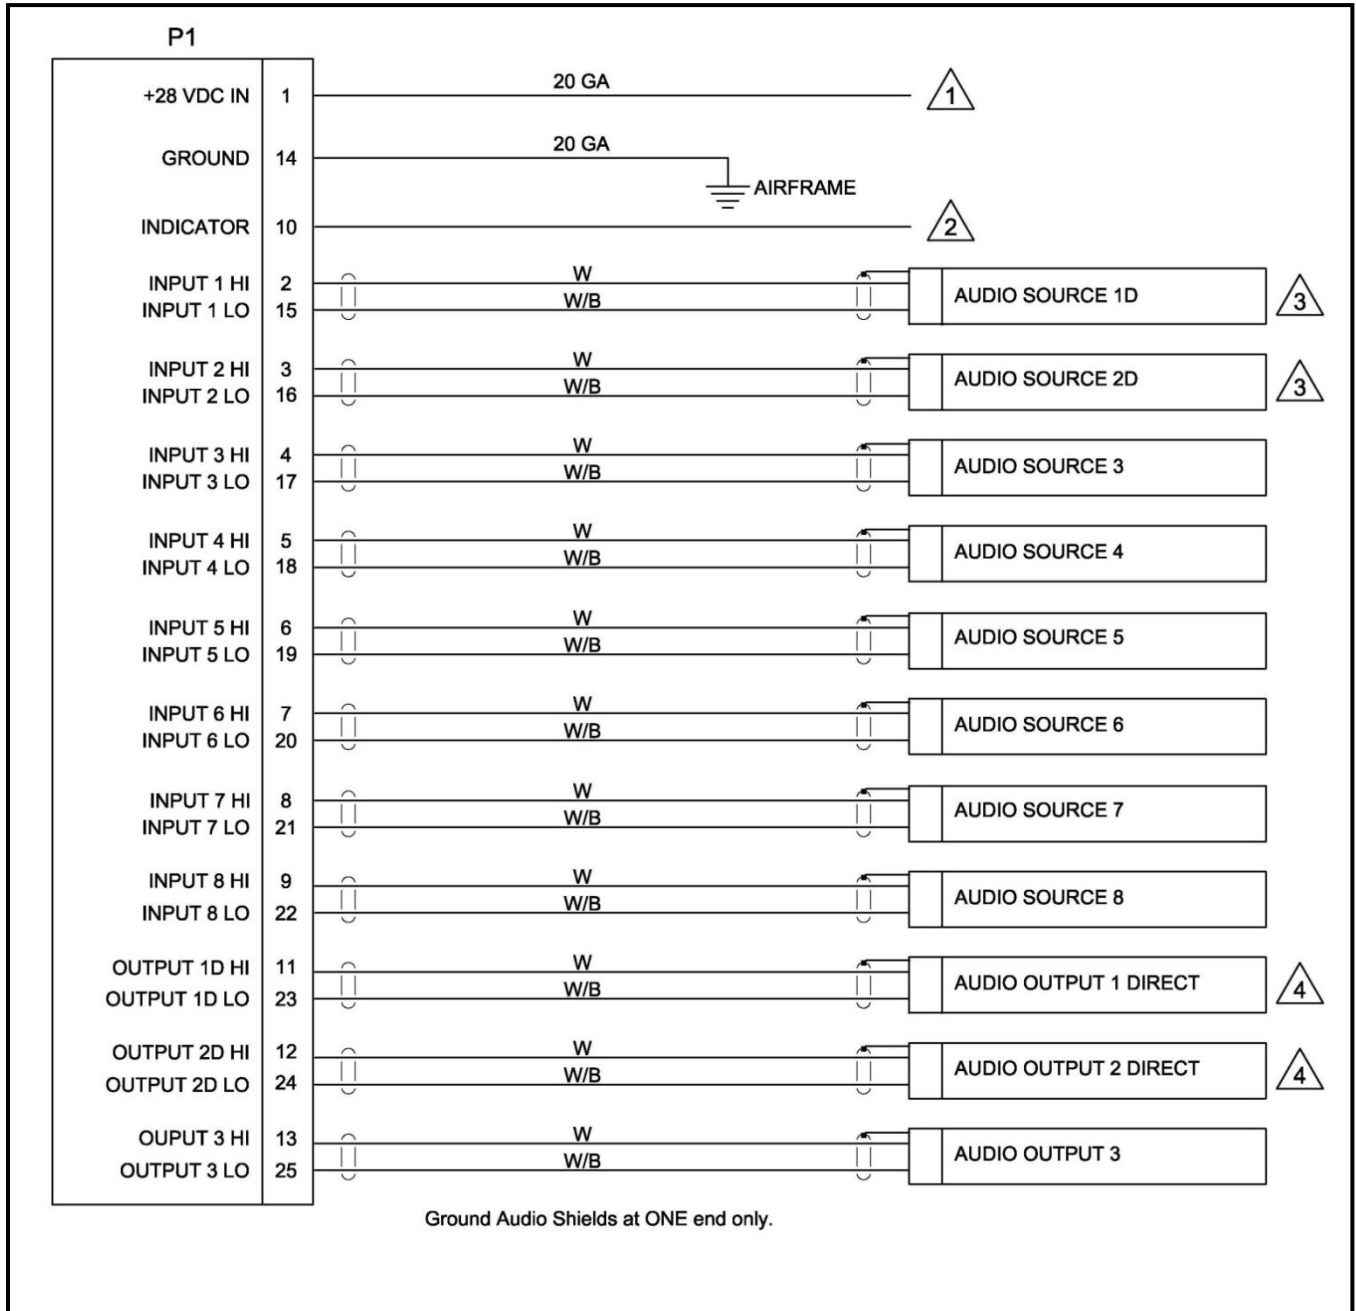 P1
+28 VDC IN 1 20 GA 1
GROUND 14 20 GA
AIRFRAME
INDICATOR 10 2
INPUT 1 HI 2 W
INPUT 1 LO 15 W/B AUDIO SOURCE 1D 3
INPUT 2 HI 3 W
INPUT 2 LO 16 W/B AUDIO SOURCE 2D 3
INPUT 3 HI 4 W
INPUT 3 LO 17 W/B AUDIO SOURCE 3
INPUT 4 HI 5 W
INPUT 4 LO 18 W/B AUDIO SOURCE 4
INPUT 5 HI 6 W
INPUT 5 LO 19 W/B AUDIO SOURCE 5
INPUT 6 HI 7 W
INPUT 6 LO 20 W/B AUDIO SOURCE 6
INPUT 7 HI 8 W
INPUT 7 LO 21 W/B AUDIO SOURCE 7
INPUT 8 HI 9 W
INPUT 8 LO 22 W/B AUDIO SOURCE 8
OUTPUT 1D HI 11 W
OUTPUT 1D LO 23 W/B AUDIO OUTPUT 1 DIRECT 4
OUTPUT 2D HI 12 W
OUTPUT 2D LO 24 W/B AUDIO OUTPUT 2 DIRECT 4
OUPUT 3 HI 13 W
OUTPUT 3 LO 25 W/B AUDIO OUTPUT 3
Ground Audio Shields at ONE end only.